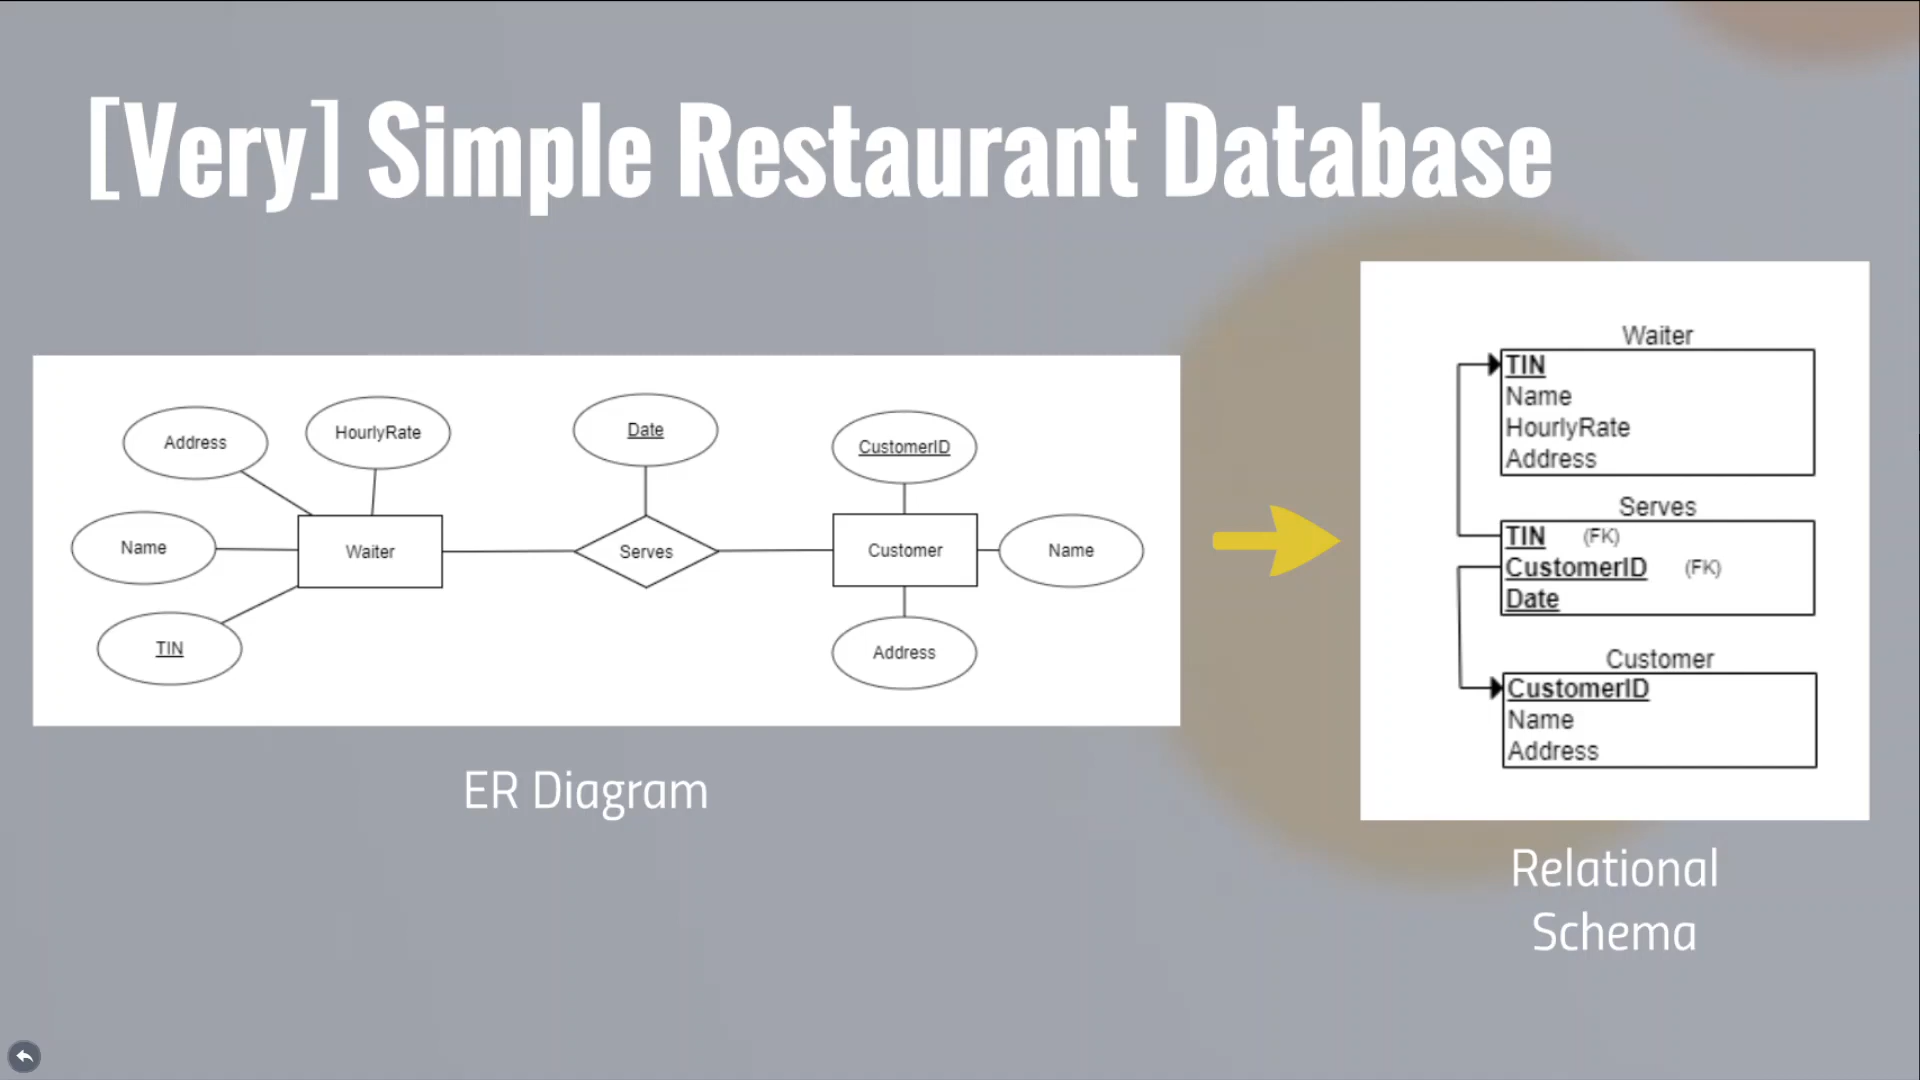 [Very] Simple Restaurant Database
Address
HourlyRate
Date
CustomerID
Name
Waiter
Serves
Customer
Name
TIN
Address
ER Diagram
Waiter
TIN
Name
HourlyRate
Address
Serves
TIN (FK)
CustomerID (FK)
Date
Customer
CustomerID
Name
Address
Relational
Schema